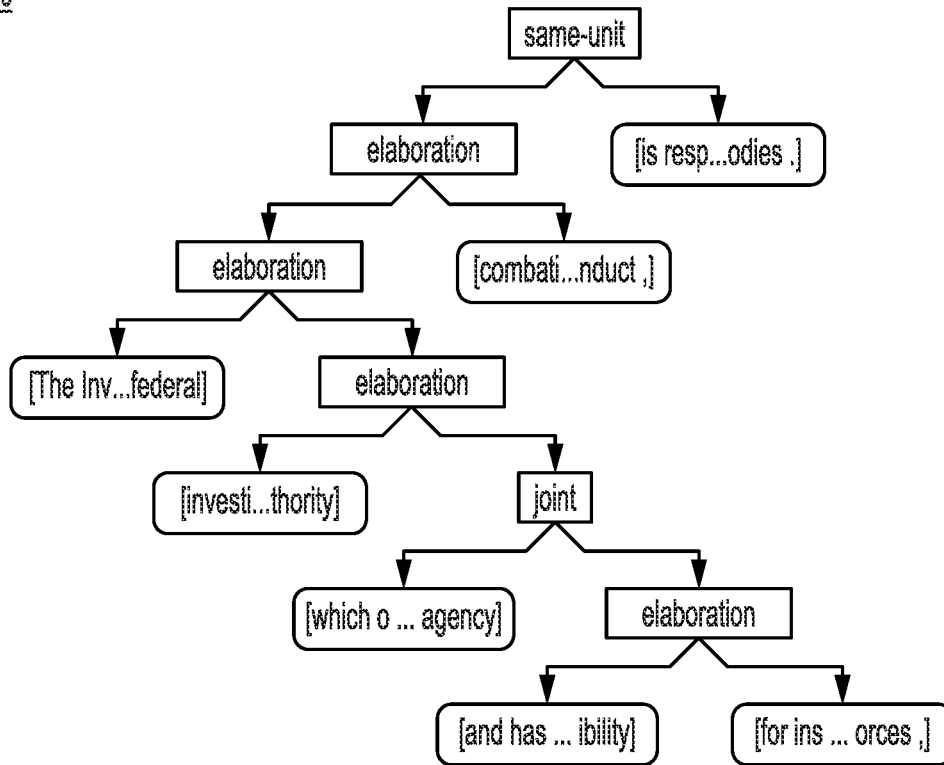 same-unit
elaboration
[is resp...odies .]
elaboration
[combati...nduct ,]
[The Inv...federal]
elaboration
[investi...thority]
joint
[which o ... agency]
elaboration
[and has ... ibility]
[for ins ... orces ,]